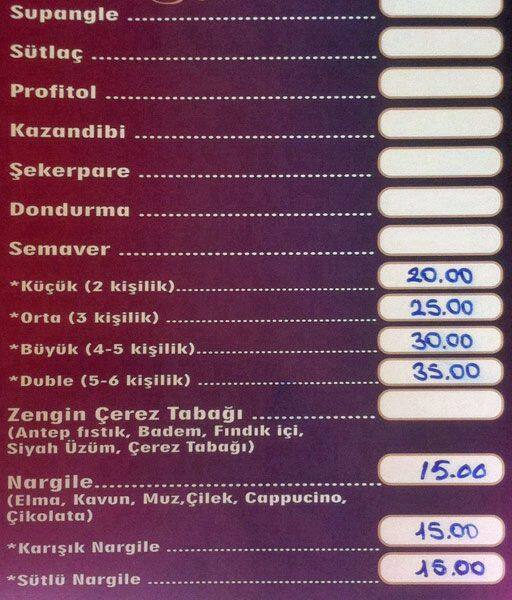 Supangle
Sütlaç
Profitol
Kazandibi
Şekerpare
Dondurma
Semaver
*Küçük (2 kişilik) 20.00
*Orta (3 kişilik) 25.00
*Büyük (4-5 kişilik) 30.00
*Duble (5-6 kişilik) 35.00
Zengin Çerez Tabağı
(Antep fıstık, Badem, Fındık içi,
Siyah Üzüm, Çerez Tabağı)
Nargile 15.00
(Elma, Kavun, Muz,Çilek, Cappucino,
Çikolata)
*Karışık Nargile 15.00
*Sütlü Nargile 15.00